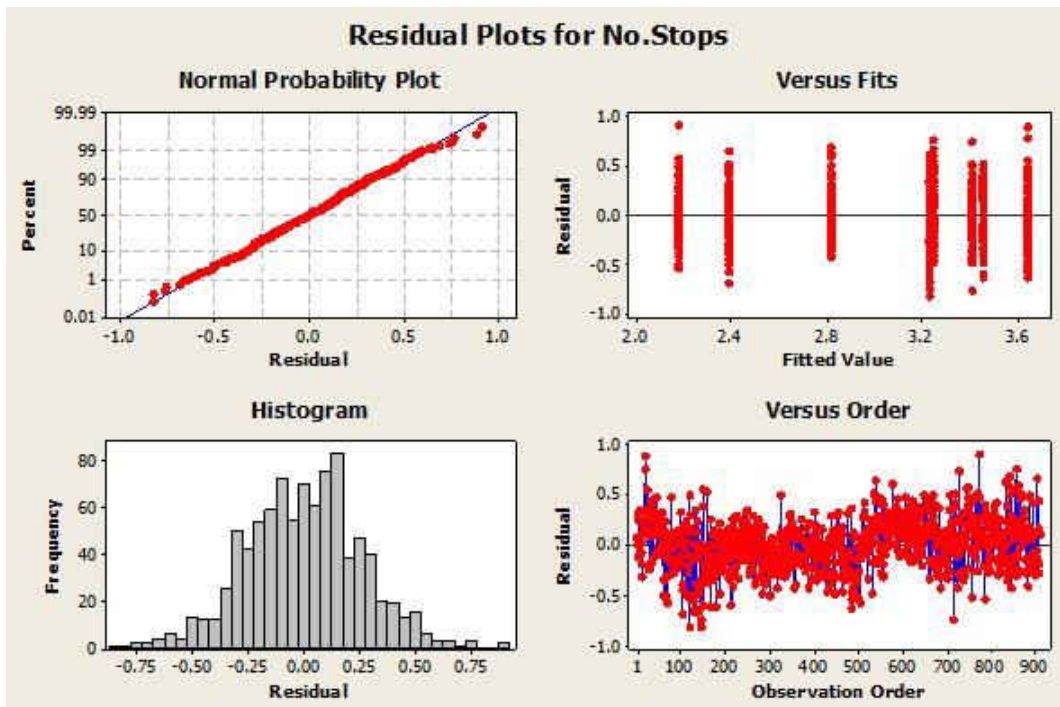 Residual Plots for No.Stops
Normal Probability Plot
99.99
99
90
50
10
1
0.01
Percent
-1.0 -0.5 0.0 0.5 1.0
Residual
Versus Fits
1.0
0.5
0.0
-0.5
-1.0
Residual
2.0 2.4 2.8 3.2 3.6
Fitted Value
Histogram
80
60
40
20
0
Frequency
-0.75 -0.50 -0.25 0.00 0.25 0.50 0.75
Residual
Versus Order
1.0
0.5
0.0
-0.5
-1.0
Residual
1 100 200 300 400 500 600 700 800 900
Observation Order